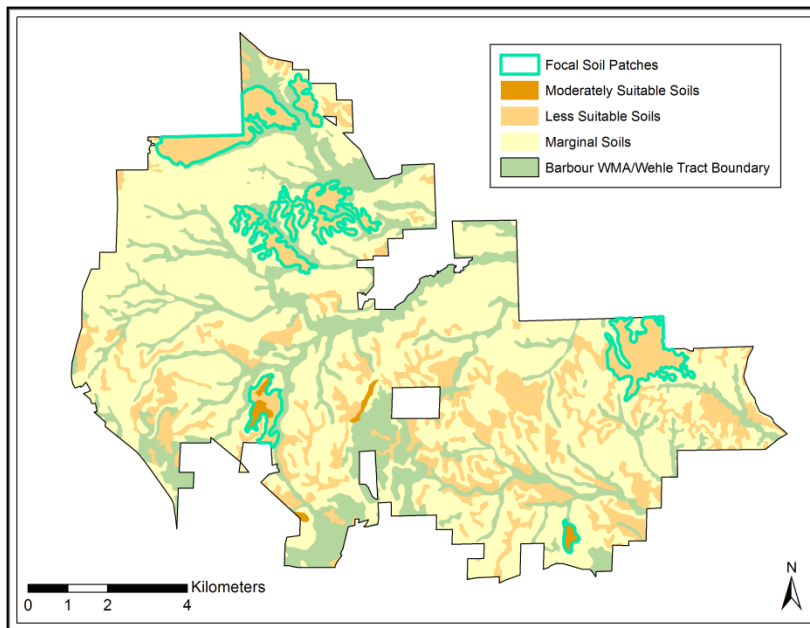 Focal Soil Patches
Moderately Suitable Soils
Less Suitable Soils
Marginal Soils
Barbour WMA/Wehle Tract Boundary
Kilometers
0 1 2 4
N